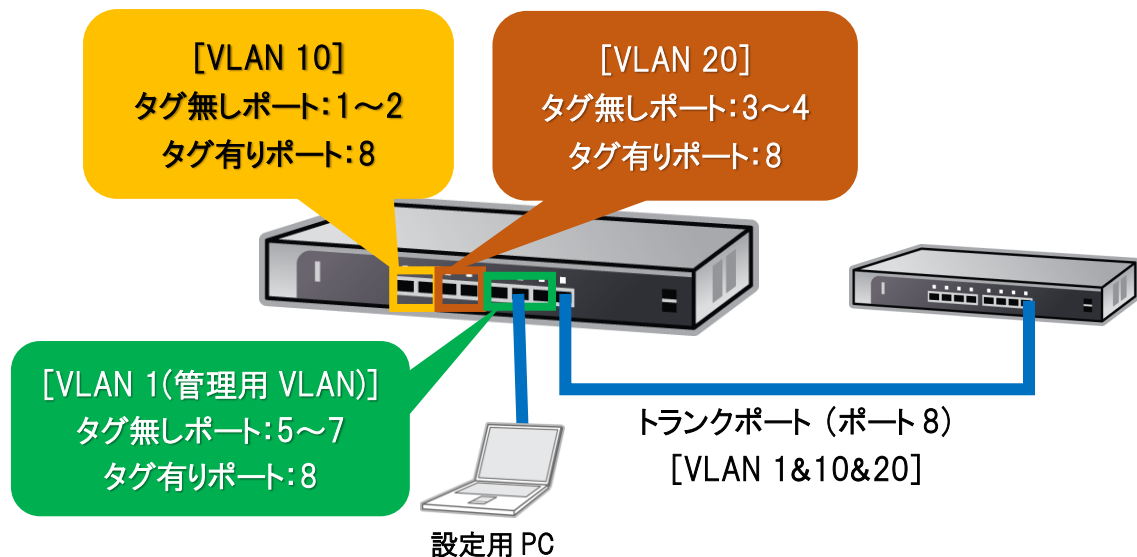 [VLAN 10]
タグ無しポート:1～2
タグ有りポート:8
[VLAN 20]
タグ無しポート:3～4
タグ有りポート:8
[VLAN 1(管理用 VLAN)]
タグ無しポート:5～7
タグ有りポート:8
トランクポート (ポート 8)
[VLAN 1&10&20]
設定用 PC